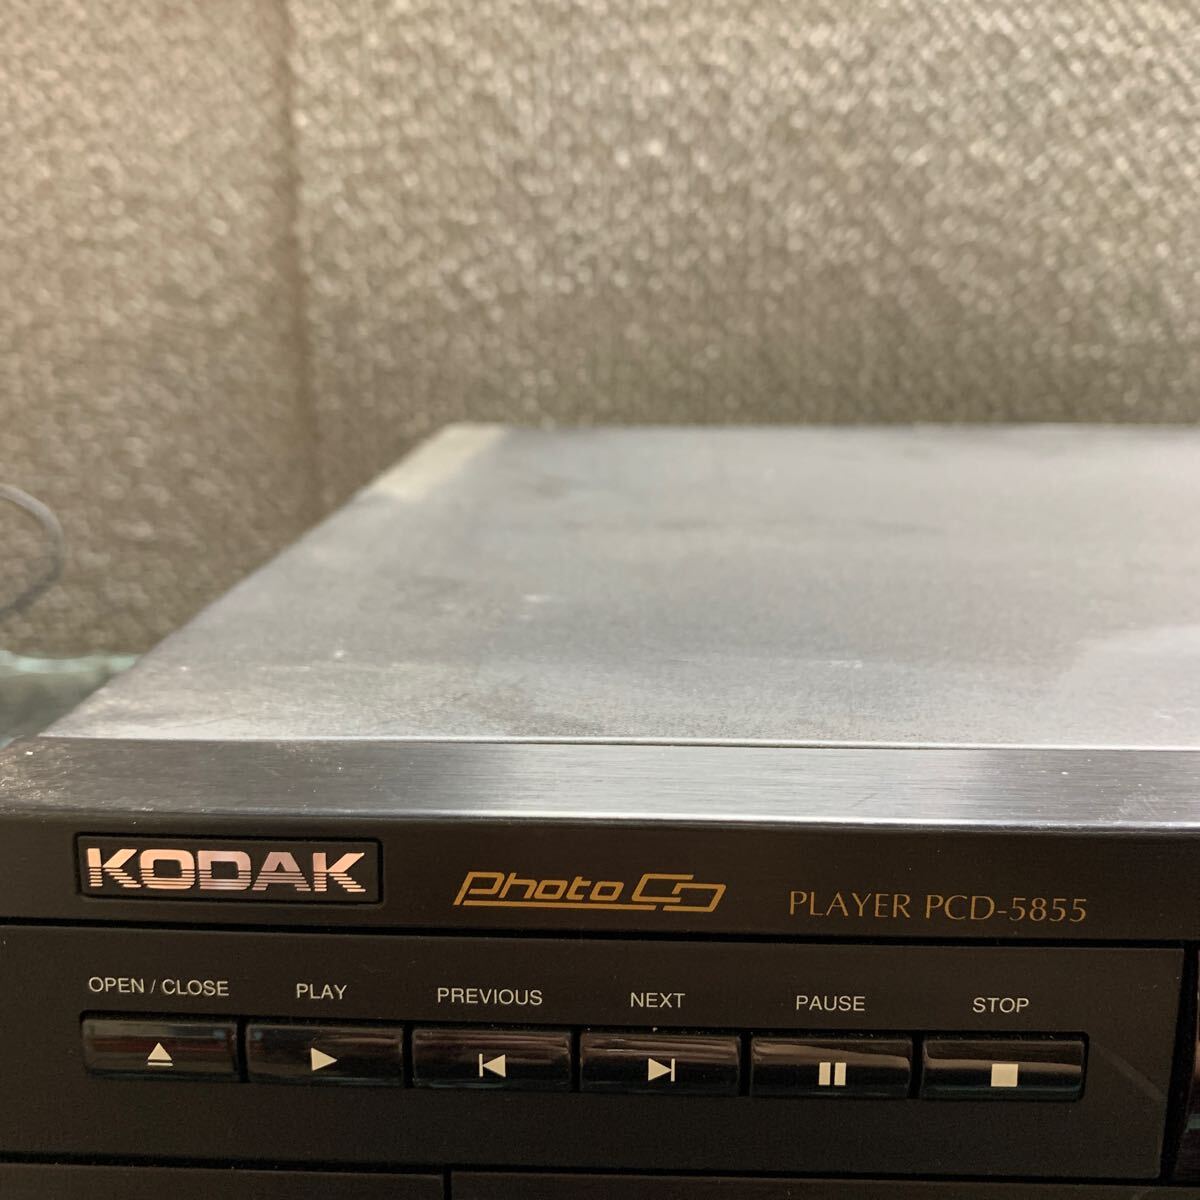 KODAK Photo CD PLAYER PCD-5855
OPEN / CLOSE PLAY PREVIOUS NEXT PAUSE STOP